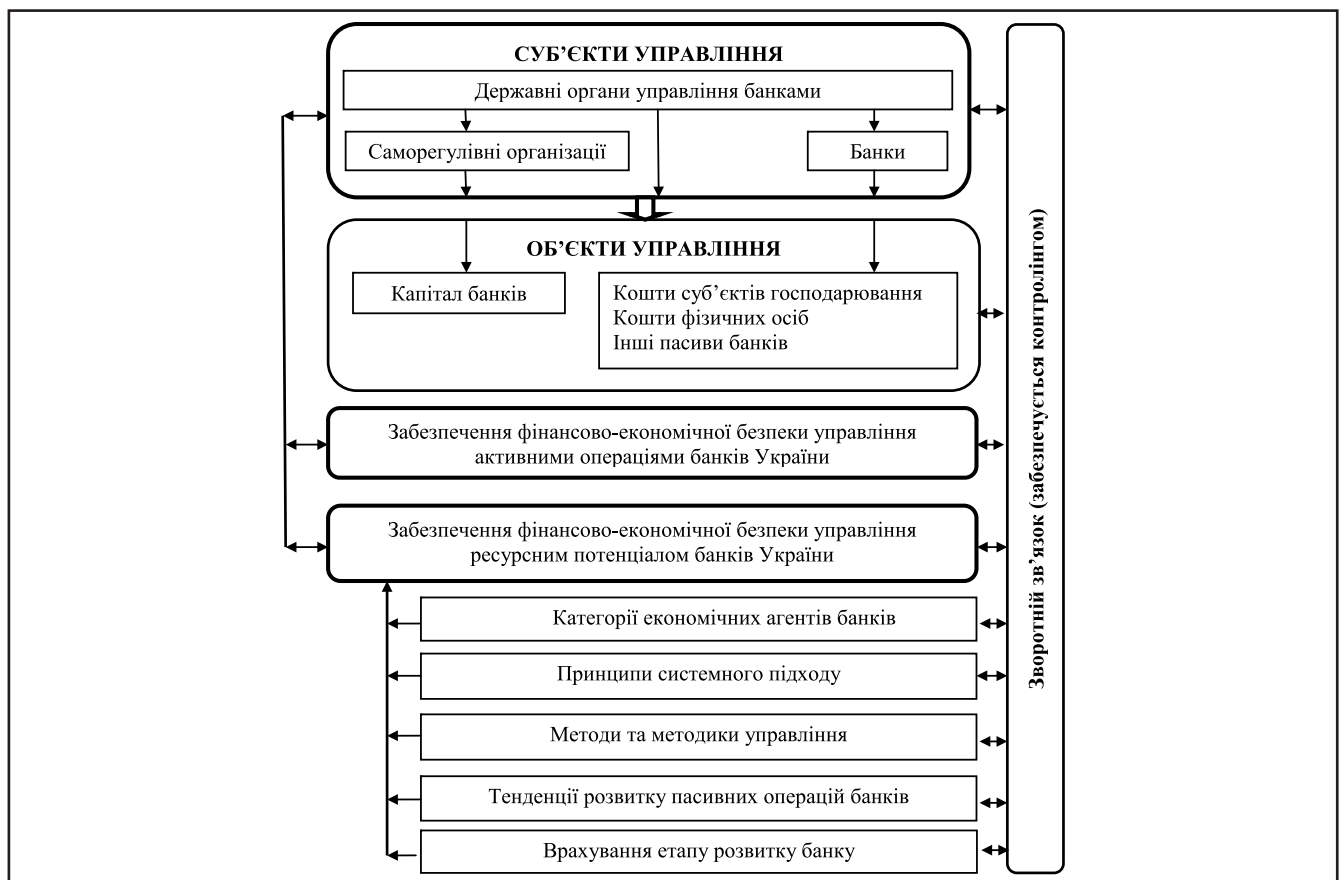 СУБ’ЄКТИ УПРАВЛІННЯ
Державні органи управління банками
Саморегулівні організації
Банки
ОБ’ЄКТИ УПРАВЛІННЯ
Капітал банків
Кошти суб’єктів господарювання
Кошти фізичних осіб
Інші пасиви банків
Забезпечення фінансово-економічної безпеки управління
активними операціями банків України
Забезпечення фінансово-економічної безпеки управління
ресурсним потенціалом банків України
Категорії економічних агентів банків
Принципи системного підходу
Методи та методики управління
Тенденції розвитку пасивних операцій банків
Врахування етапу розвитку банку
Зворотній зв’язок (забезпечується контролінгом)